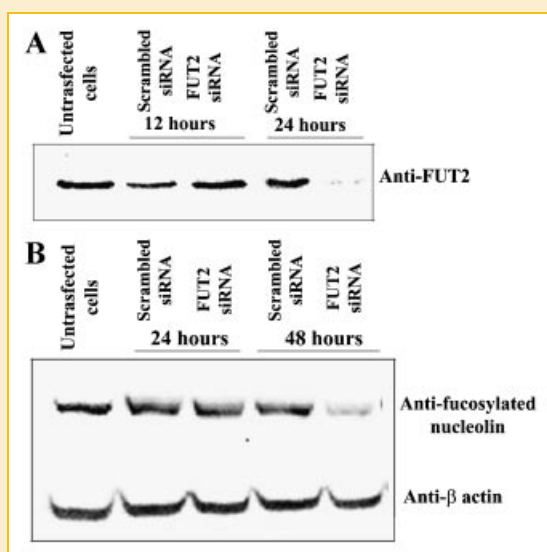 A
Untrasfected
cells
Scrambled
siRNA
FUT2
siRNA
Scrambled
siRNA
FUT2
siRNA
12 hours
24 hours
Anti-FUT2
B
Untrasfected
cells
Scrambled
siRNA
FUT2
siRNA
Scrambled
siRNA
FUT2
siRNA
24 hours
48 hours
Anti-fucosylated
nucleolin
Anti-β actin